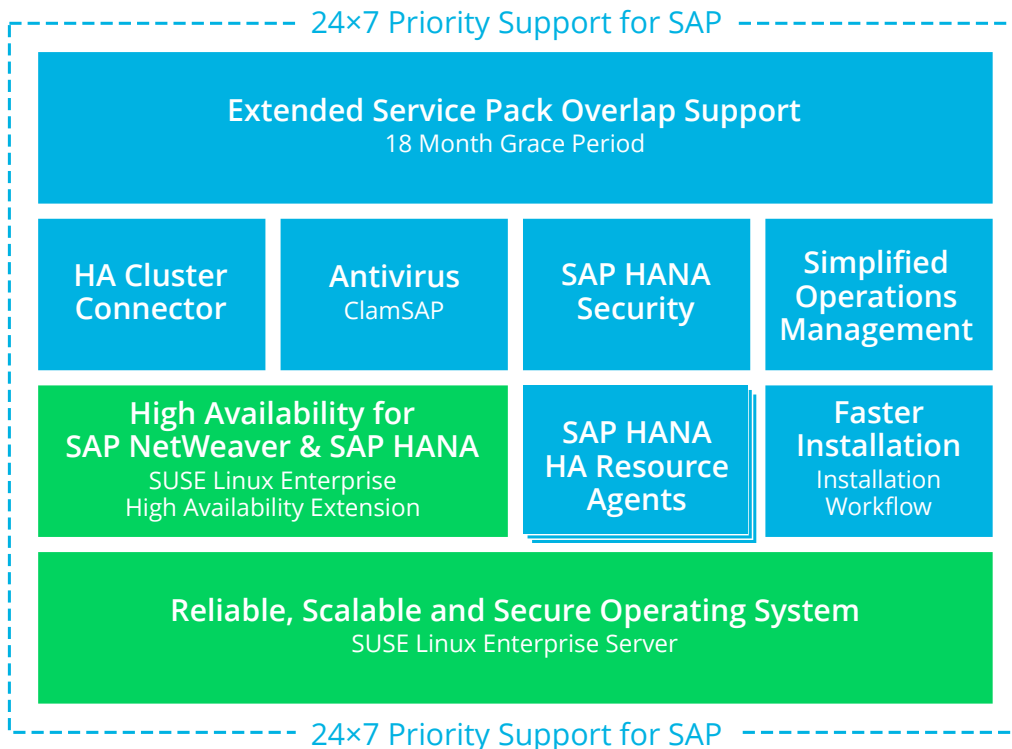 24×7 Priority Support for SAP
Extended Service Pack Overlap Support
18 Month Grace Period
HA Cluster
Connector
Antivirus
ClamSAP
SAP HANA
Security
Simplified
Operations
Management
High Availability for
SAP NetWeaver & SAP HANA
SUSE Linux Enterprise
High Availability Extension
SAP HANA
HA Resource
Agents
Faster
Installation
Installation
Workflow
Reliable, Scalable and Secure Operating System
SUSE Linux Enterprise Server
24×7 Priority Support for SAP